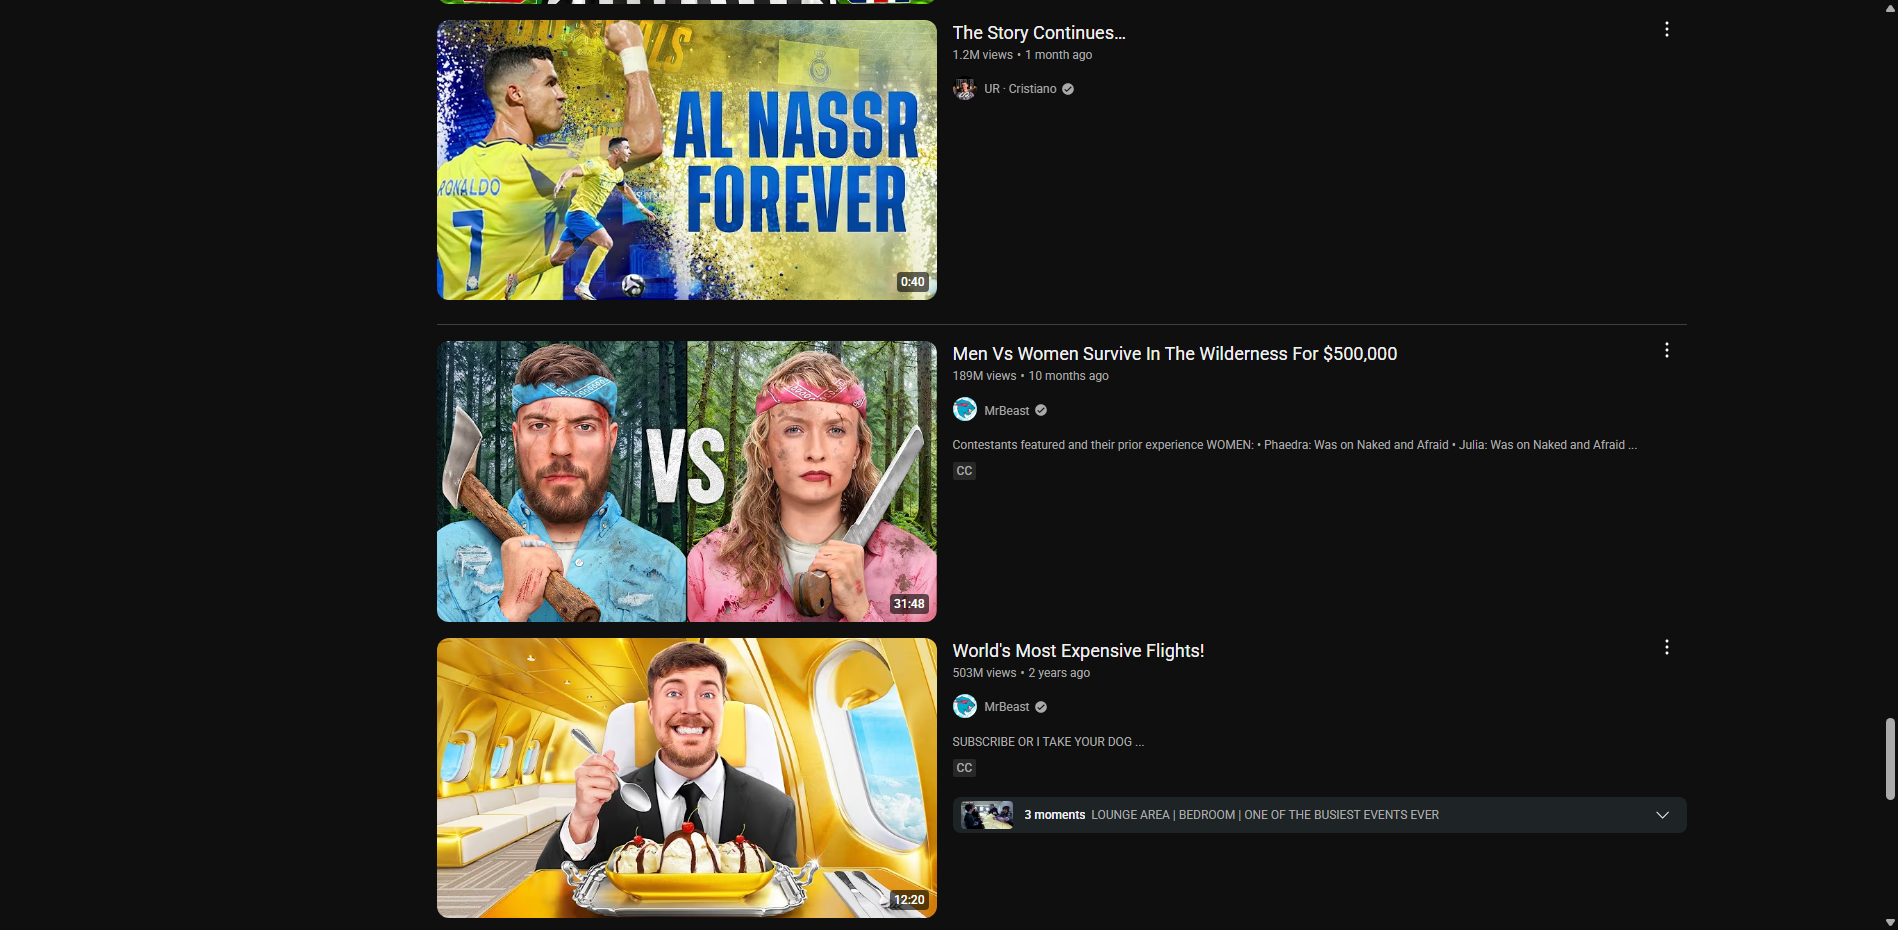 AL NASSR
FOREVER
RONALDO
7
0:40
The Story Continues...
1.2M views • 1 month ago
UR · Cristiano
VS
31:48
Men Vs Women Survive In The Wilderness For $500,000
189M views • 10 months ago
MrBeast
Contestants featured and their prior experience WOMEN: • Phaedra: Was on Naked and Afraid • Julia: Was on Naked and Afraid ...
CC
12:20
World's Most Expensive Flights!
503M views • 2 years ago
MrBeast
SUBSCRIBE OR I TAKE YOUR DOG ...
CC
3 moments LOUNGE AREA | BEDROOM | ONE OF THE BUSIEST EVENTS EVER